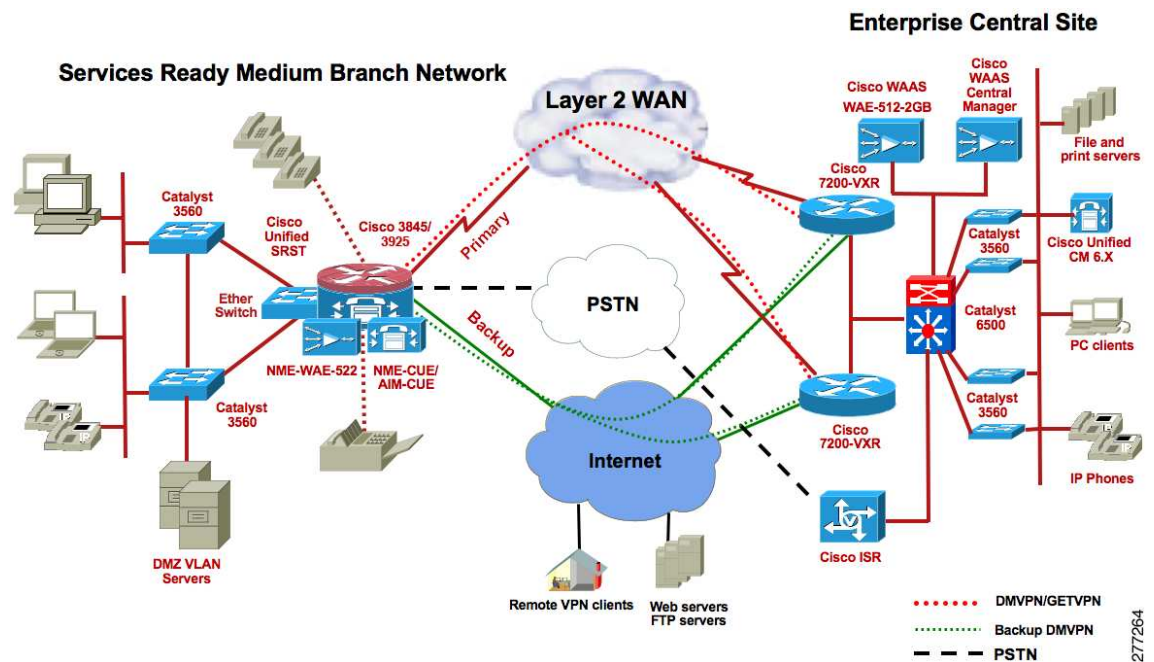 Enterprise Central Site
Services Ready Medium Branch Network
Layer 2 WAN
Cisco WAAS
WAE-512-2GB
Cisco
WAAS
Central
Manager
File and
print servers
Catalyst
3560
Cisco
Unified
SRST
Cisco 3845/
3925
Primary
Cisco
7200-VXR
Catalyst
3560
Cisco Unified
CM 6.X
Ether
Switch
PSTN
Catalyst
6500
PC clients
Backup
NME-WAE-522
NME-CUE/
AIM-CUE
Catalyst
3560
Cisco
7200-VXR
Catalyst
3560
IP
IP
Internet
IP Phones
DMZ VLAN
Servers
V
Cisco ISR
Remote VPN clients
Web servers
FTP servers
DMVPN/GETVPN
Backup DMVPN
PSTN
277264